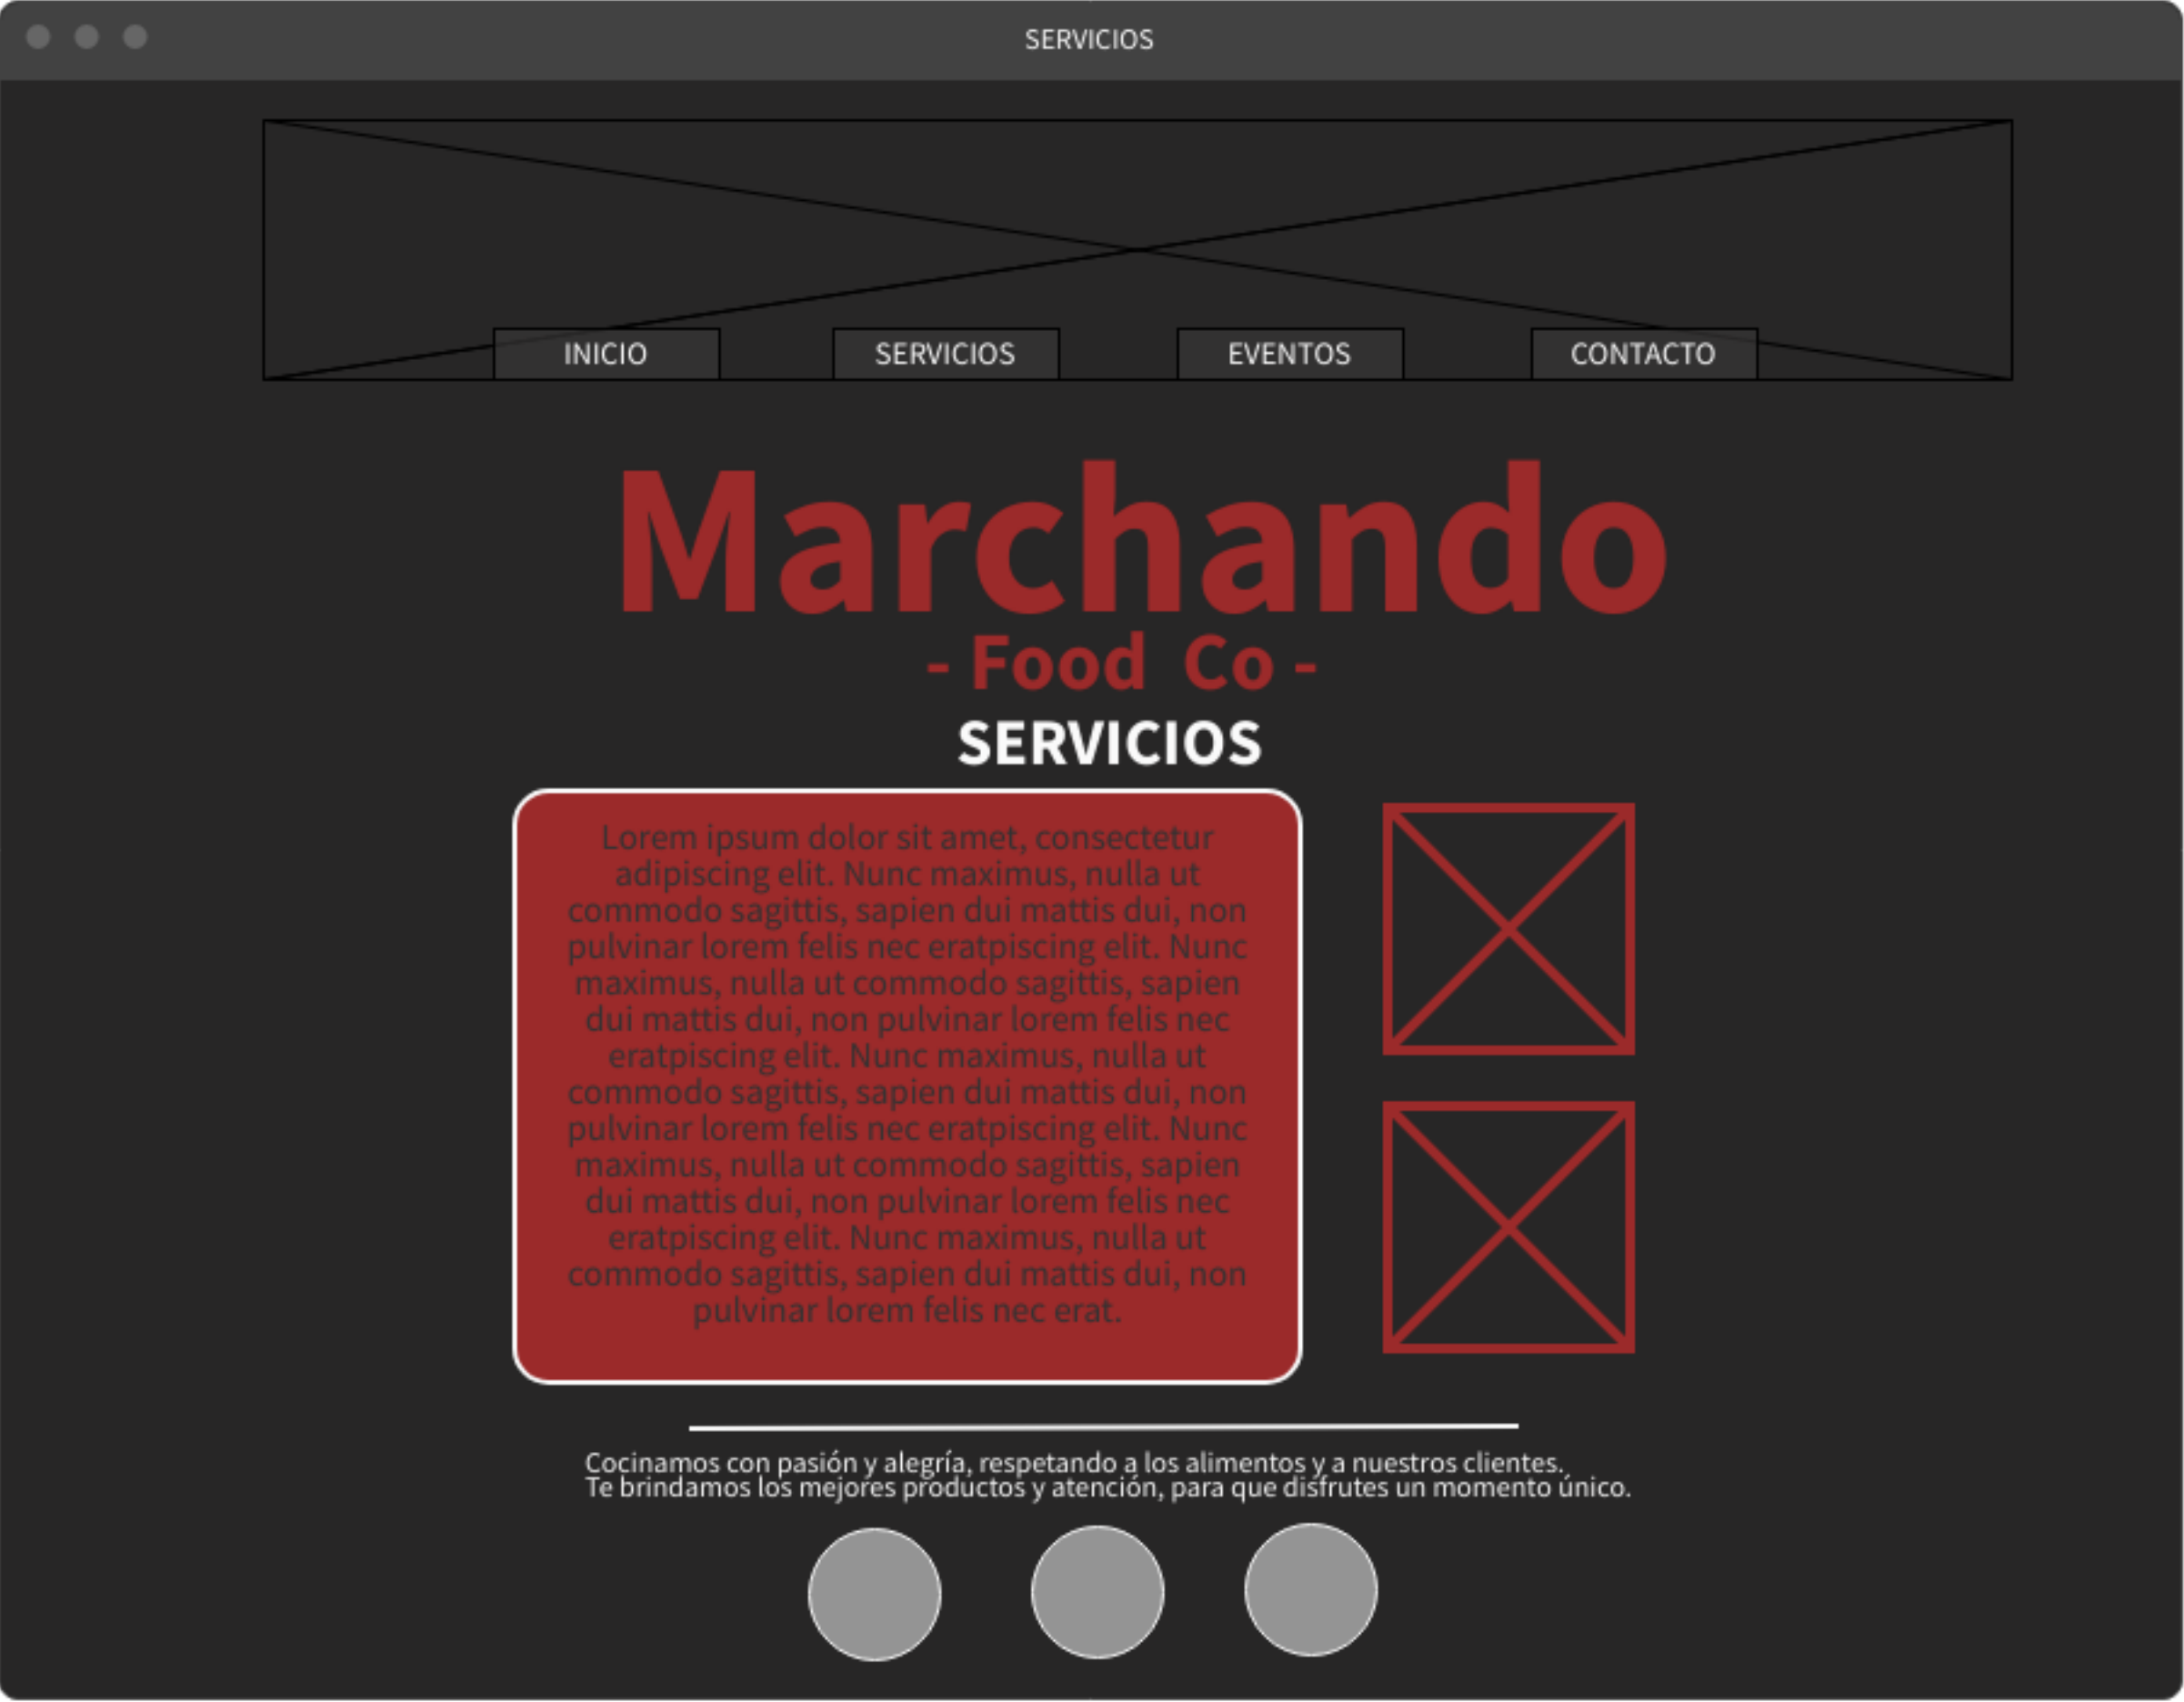 SERVICIOS
INICIO SERVICIOS EVENTOS CONTACTO
Marchando
- Food Co -
SERVICIOS
Lorem ipsum dolor sit amet, consectetur
adipiscing elit. Nunc maximus, nulla ut
commodo sagittis, sapien dui mattis dui, non
pulvinar lorem felis nec eratpiscing elit. Nunc
maximus, nulla ut commodo sagittis, sapien
dui mattis dui, non pulvinar lorem felis nec
eratpiscing elit. Nunc maximus, nulla ut
commodo sagittis, sapien dui mattis dui, non
pulvinar lorem felis nec eratpiscing elit. Nunc
maximus, nulla ut commodo sagittis, sapien
dui mattis dui, non pulvinar lorem felis nec
eratpiscing elit. Nunc maximus, nulla ut
commodo sagittis, sapien dui mattis dui, non
pulvinar lorem felis nec erat.
Cocinamos con pasión y alegría, respetando a los alimentos y a nuestros clientes.
Te brindamos los mejores productos y atención, para que disfrutes un momento único.